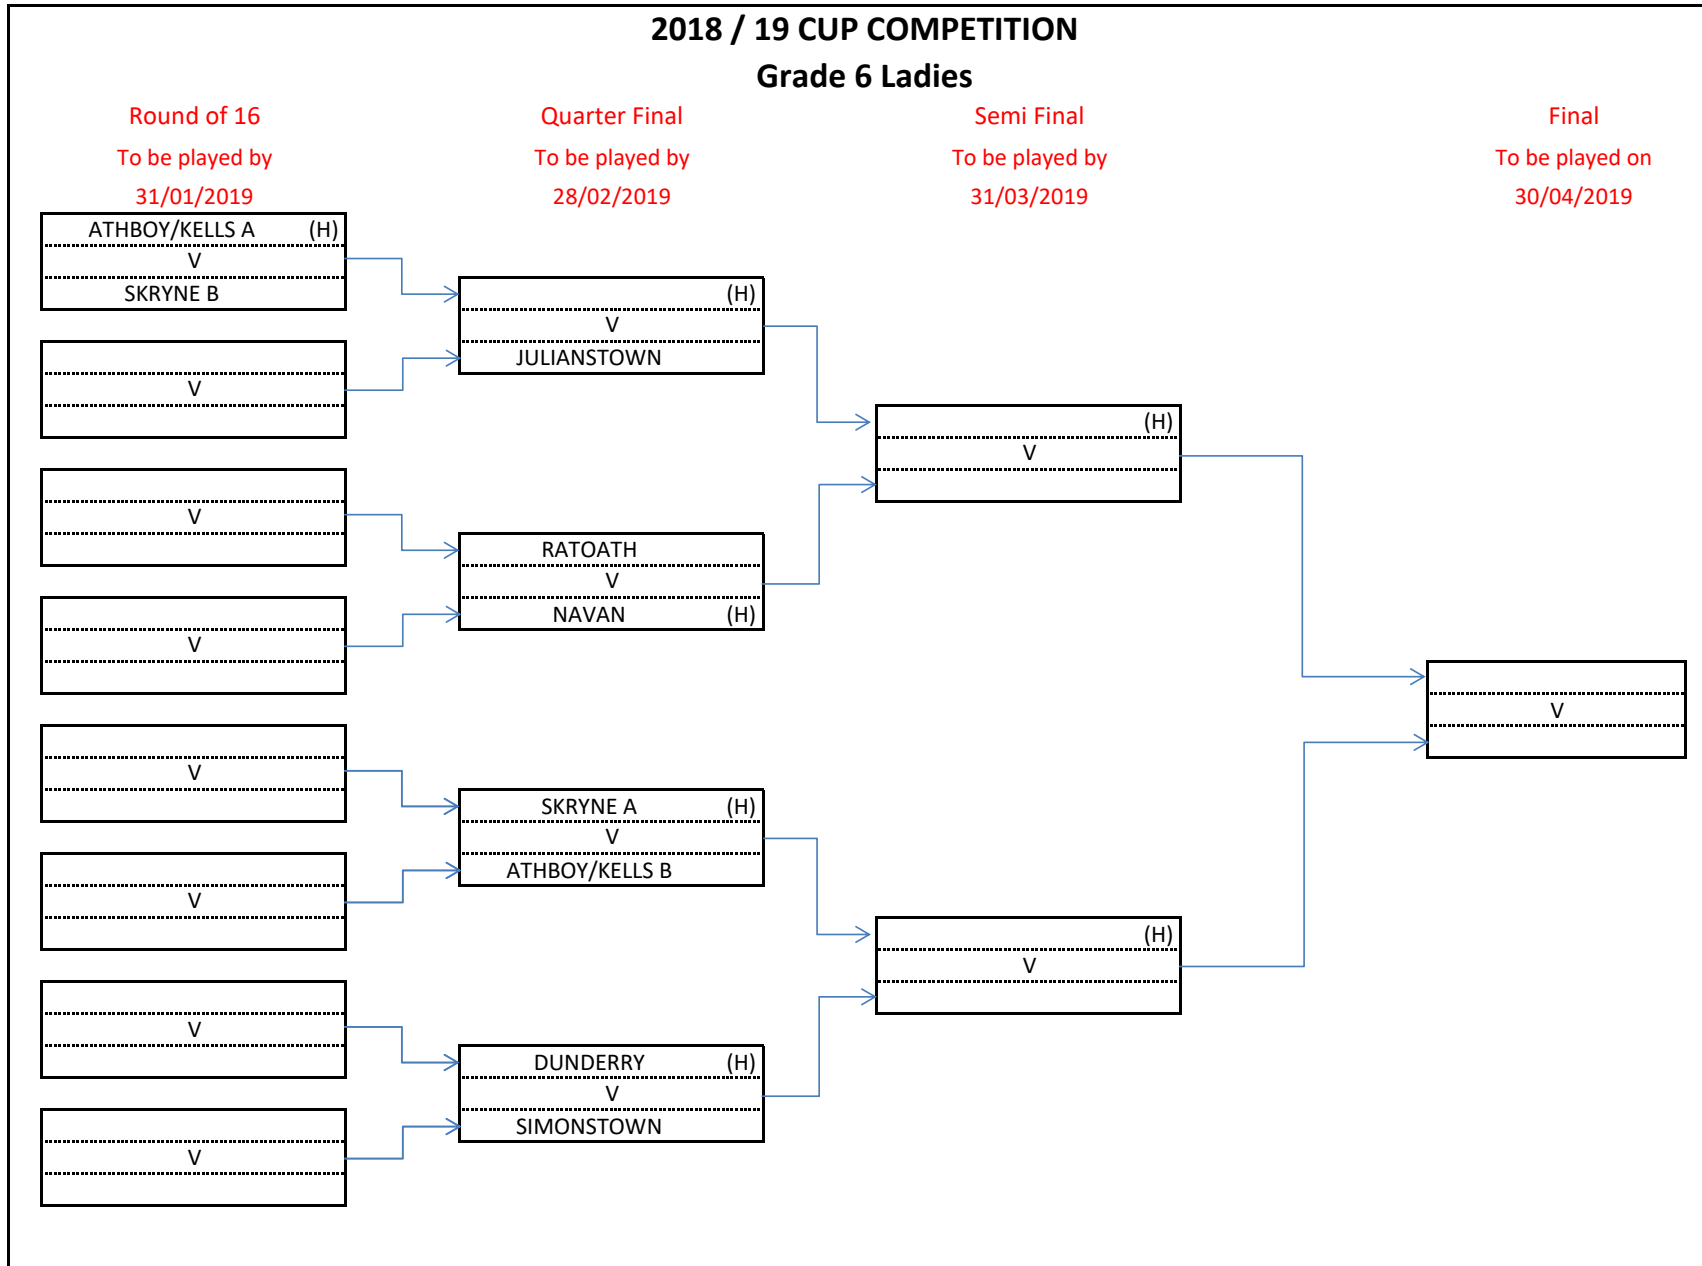 2018 / 19 CUP COMPETITION
Grade 6 Ladies
Round of 16
To be played by
31/01/2019
Quarter Final
To be played by
28/02/2019
Semi Final
To be played by
31/03/2019
Final
To be played on
30/04/2019
ATHBOY/KELLS A (H)
V
SKRYNE B
V
V
V
V
V
V
V
(H)
V
JULIANSTOWN
RATOATH
V
NAVAN (H)
SKRYNE A (H)
V
ATHBOY/KELLS B
DUNDERRY (H)
V
SIMONSTOWN
(H)
V
(H)
V
V